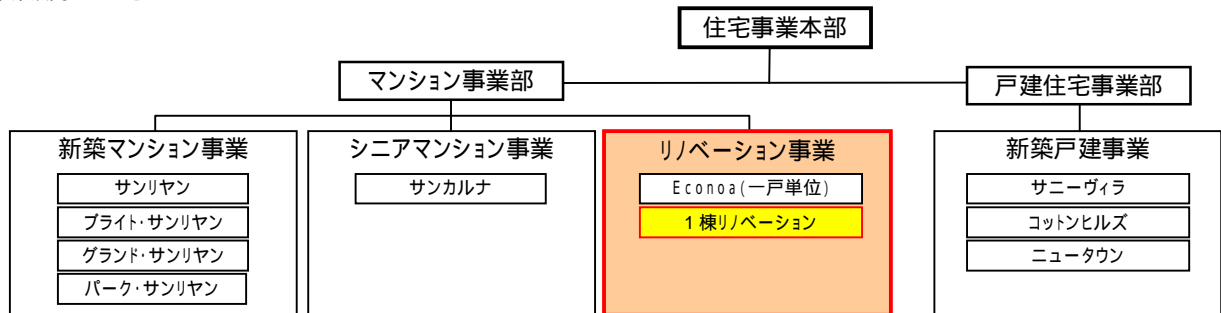 住宅事業本部
マンション事業部
戸建住宅事業部
新築マンション事業
サンリヤン
ブライト・サンリヤン
グランド・サンリヤン
パーク・サンリヤン
シニアマンション事業
サンカルナ
リノベーション事業
Econoa(一戸単位)
1棟リノベーション
新築戸建事業
サニーヴィラ
コットンヒルズ
ニュータウン